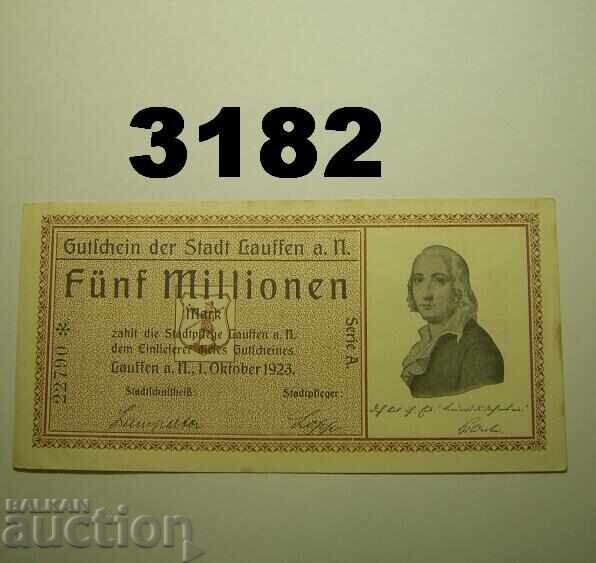 3182
Gutschein der Stadt Lauffen a. N.
Fünf Millionen
Mark
zahlt die Stadtpflege Lauffen a. N.
dem Einlieferer dieses Gutscheines.
Lauffen a. N., 1. Oktober 1923.
Stadtschultheiß: Stadtpfleger:
22790 *
Serie A.
BALKAN
auction